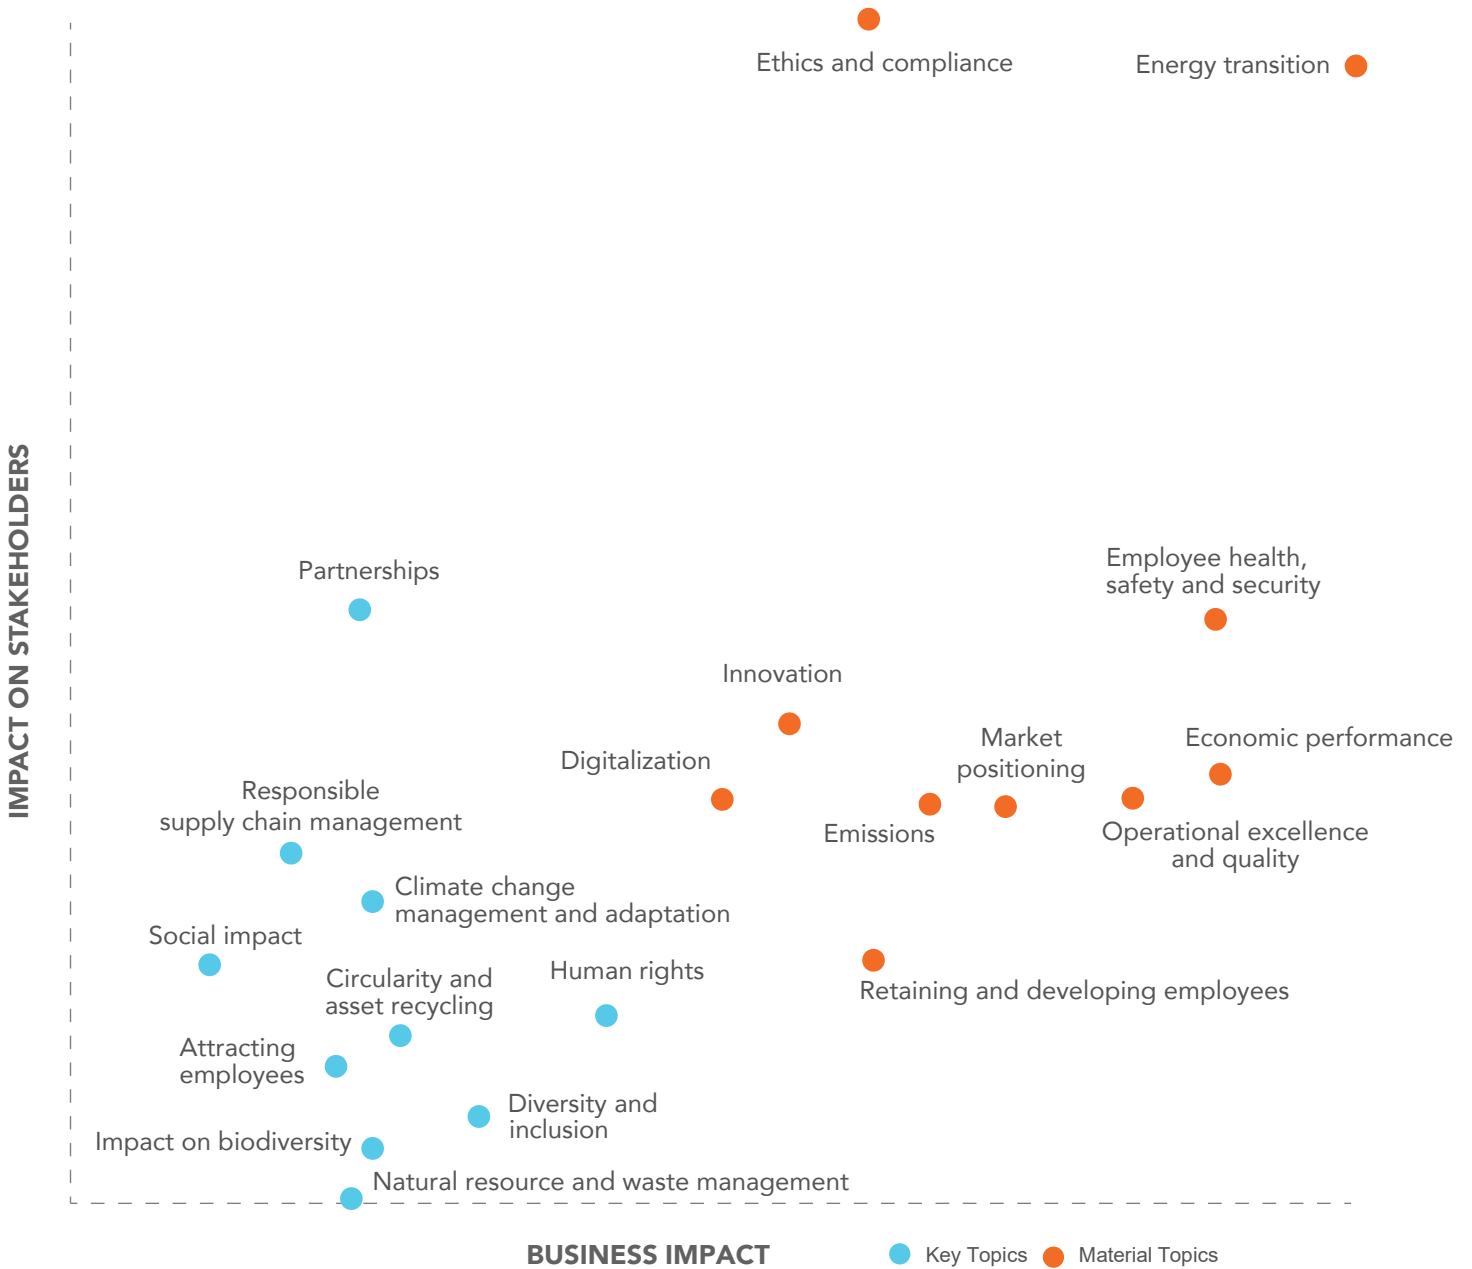 Ethics and compliance
Energy transition
IMPACT ON STAKEHOLDERS
Partnerships
Employee health,
safety and security
Innovation
Market
positioning
Economic performance
Digitalization
Responsible
supply chain management
Emissions
Operational excellence
and quality
Climate change
management and adaptation
Social impact
Circularity and
asset recycling
Human rights
Retaining and developing employees
Attracting
employees
Diversity and
inclusion
Impact on biodiversity
Natural resource and waste management
BUSINESS IMPACT
Key Topics
Material Topics